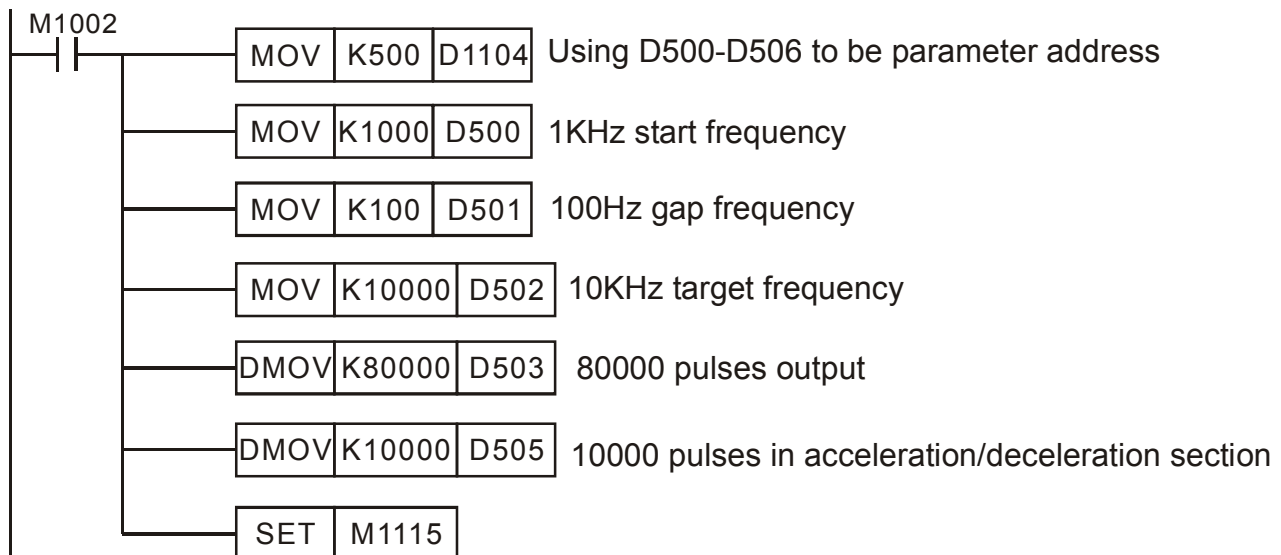 M1002
MOV K500 D1104 Using D500-D506 to be parameter address
MOV K1000 D500 1KHz start frequency
MOV K100 D501 100Hz gap frequency
MOV K10000 D502 10KHz target frequency
DMOV K80000 D503 80000 pulses output
DMOV K10000 D505 10000 pulses in acceleration/deceleration section
SET M1115